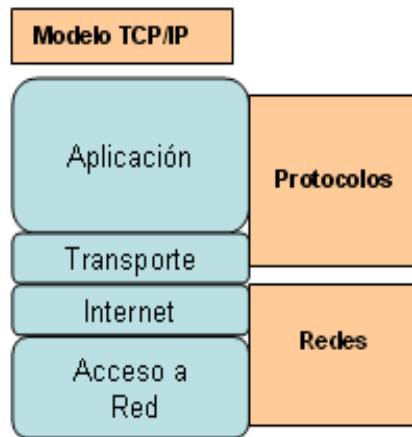 Modelo TCP/IP
Aplicación
Protocolos
Transporte
Internet
Redes
Acceso a
Red